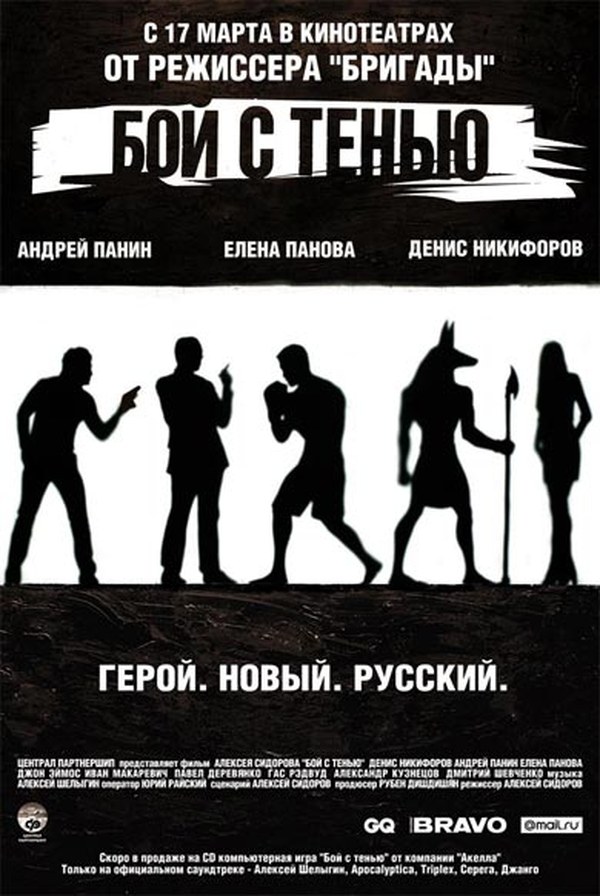 С 17 МАРТА В КИНОТЕАТРАХ
ОТ РЕЖИССЕРА "БРИГАДЫ"
БОЙ С ТЕНЬЮ
АНДРЕЙ ПАНИН ЕЛЕНА ПАНОВА ДЕНИС НИКИФОРОВ
ГЕРОЙ. НОВЫЙ. РУССКИЙ.
ЦЕНТРАЛ ПАРТНЕРШИП представляет фильм АЛЕКСЕЯ СИДОРОВА "БОЙ С ТЕНЬЮ" ДЕНИС НИКИФОРОВ АНДРЕЙ ПАНИН ЕЛЕНА ПАНОВА
ДЖОН ЭЙМОС ИВАН МАКАРЕВИЧ ПАВЕЛ ДЕРЕВЯНКО ГАС РЭДВУД АЛЕКСАНДР КУЗНЕЦОВ ДМИТРИЙ ШЕВЧЕНКО музыка
АЛЕКСЕЙ ШЕЛЫГИН оператор ЮРИЙ РАЙСКИЙ сценарий АЛЕКСЕЙ СИДОРОВ продюсер РУБЕН ДИШДИШЯН режиссер АЛЕКСЕЙ СИДОРОВ
GQ BRAVO @mail.ru
Скоро в продаже на CD компьютерная игра "Бой с тенью" от компании "Акелла"
Только на официальном саундтреке - Алексей Шелыгин, Apocalyptica, Triplex, Серега, Джанго